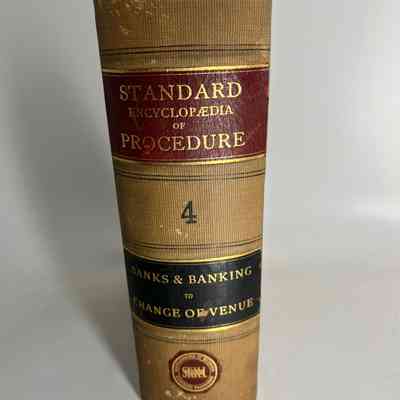 STANDARD
ENCYCLOPÆDIA
OF
PROCEDURE
4
BANKS & BANKING
TO
CHANGE OF VENUE